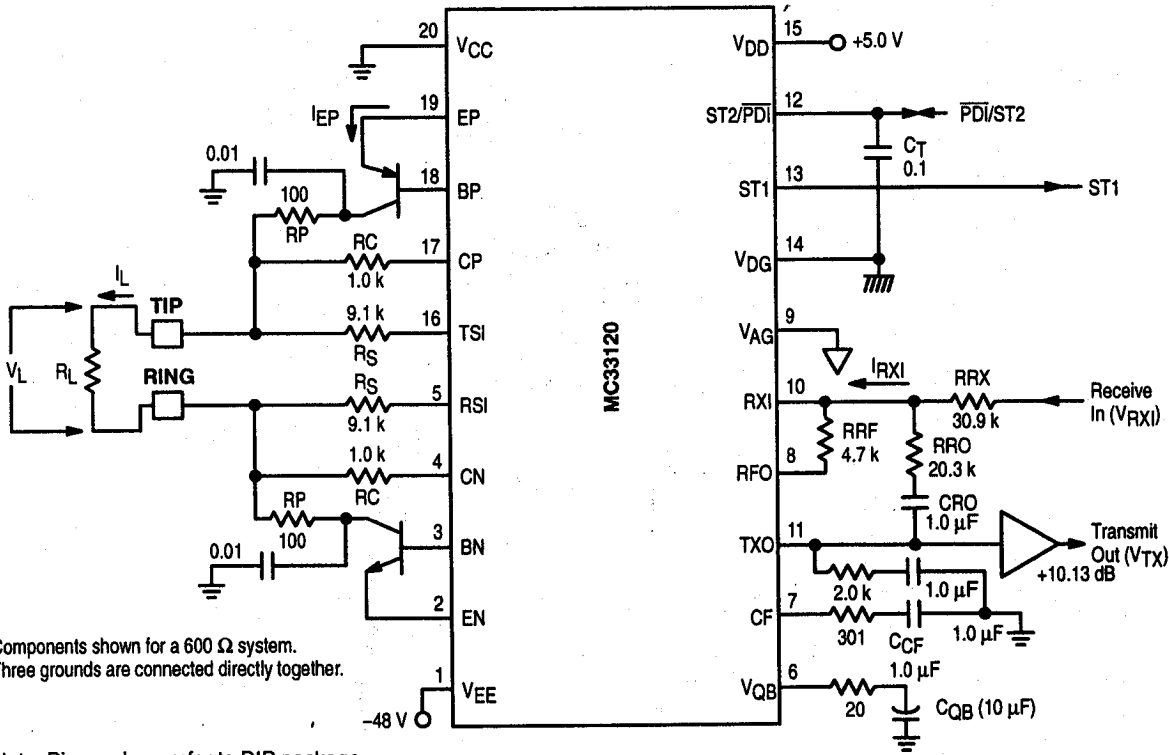 20
VCC
15
VDD
+5.0 V
IEP
19
EP
12
ST2/PDI
PDI/ST2
0.01
18
BP
CT
0.1
13
ST1
ST1
100
RP
RC
1.0 k
17
CP
14
VDG
IL
TIP
9.1 k
RS
16
TSI
9
VAG
VL
RL
RING
RS
9.1 k
5
RSI
MC33120
IRXI
10
RXI
RRX
30.9 k
Receive
In (VRXI)
RRF
4.7 k
8
RFO
RRO
20.3 k
1.0 k
RC
4
CN
CRO
1.0 µF
RP
100
0.01
3
BN
11
TXO
Transmit
Out (VTX)
+10.13 dB
2.0 k
1.0 µF
2
EN
7
CF
301
CCF
1.0 µF
1.0 µF
Components shown for a 600 Ω system.
Three grounds are connected directly together.
1
VEE
–48 V
6
VQB
20
CQB (10 µF)